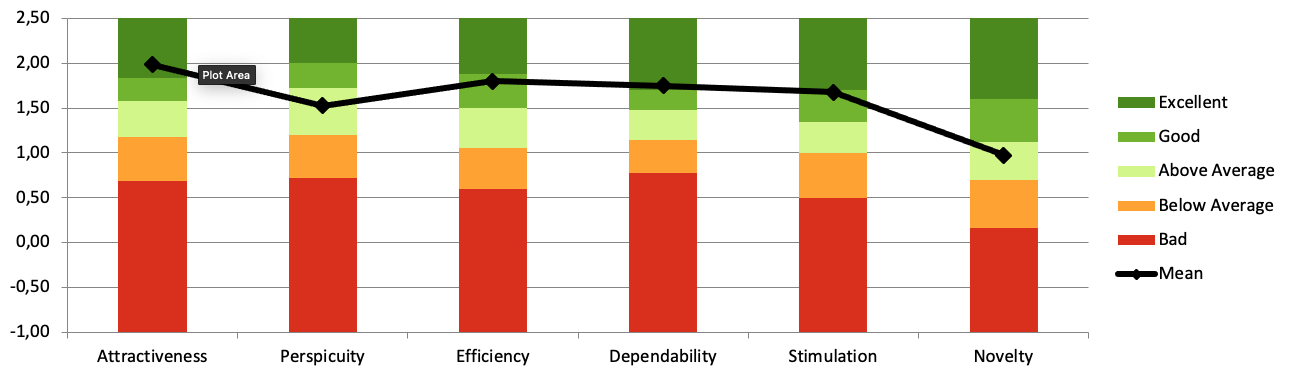 2,50
2,00
1,50
1,00
0,50
0,00
-0,50
-1,00
Plot Area
Attractiveness Perspicuity Efficiency Dependability Stimulation Novelty
Excellent
Good
Above Average
Below Average
Bad
Mean